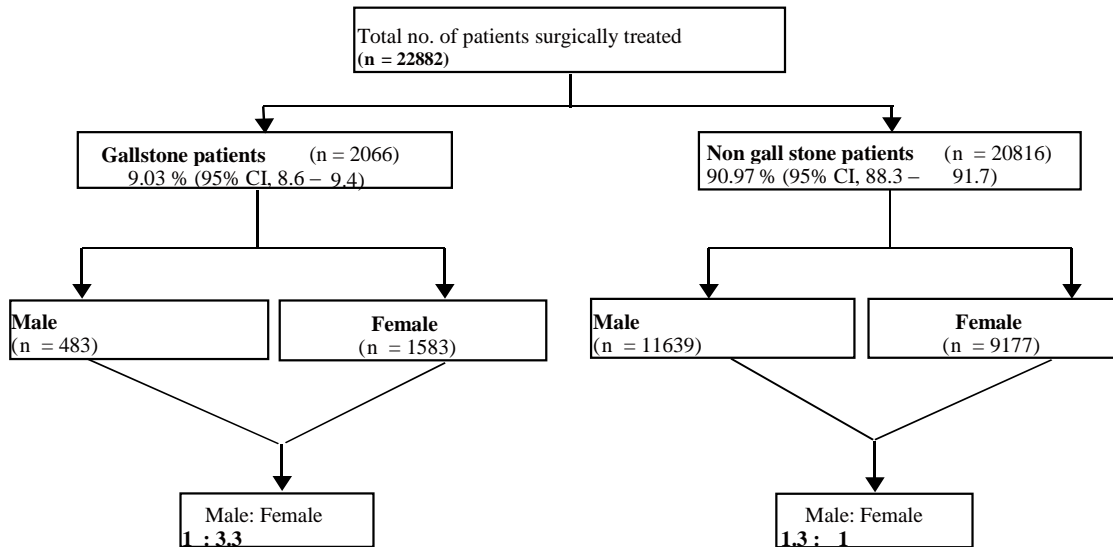 Total no. of patients surgically treated
(n = 22882)
Gallstone patients (n = 2066)
9.03 % (95% CI, 8.6 – 9.4)
Non gall stone patients (n = 20816)
90.97 % (95% CI, 88.3 – 91.7)
Male
(n = 483)
Female
(n = 1583)
Male
(n = 11639)
Female
(n = 9177)
Male: Female
1 : 3.3
Male: Female
1.3 : 1